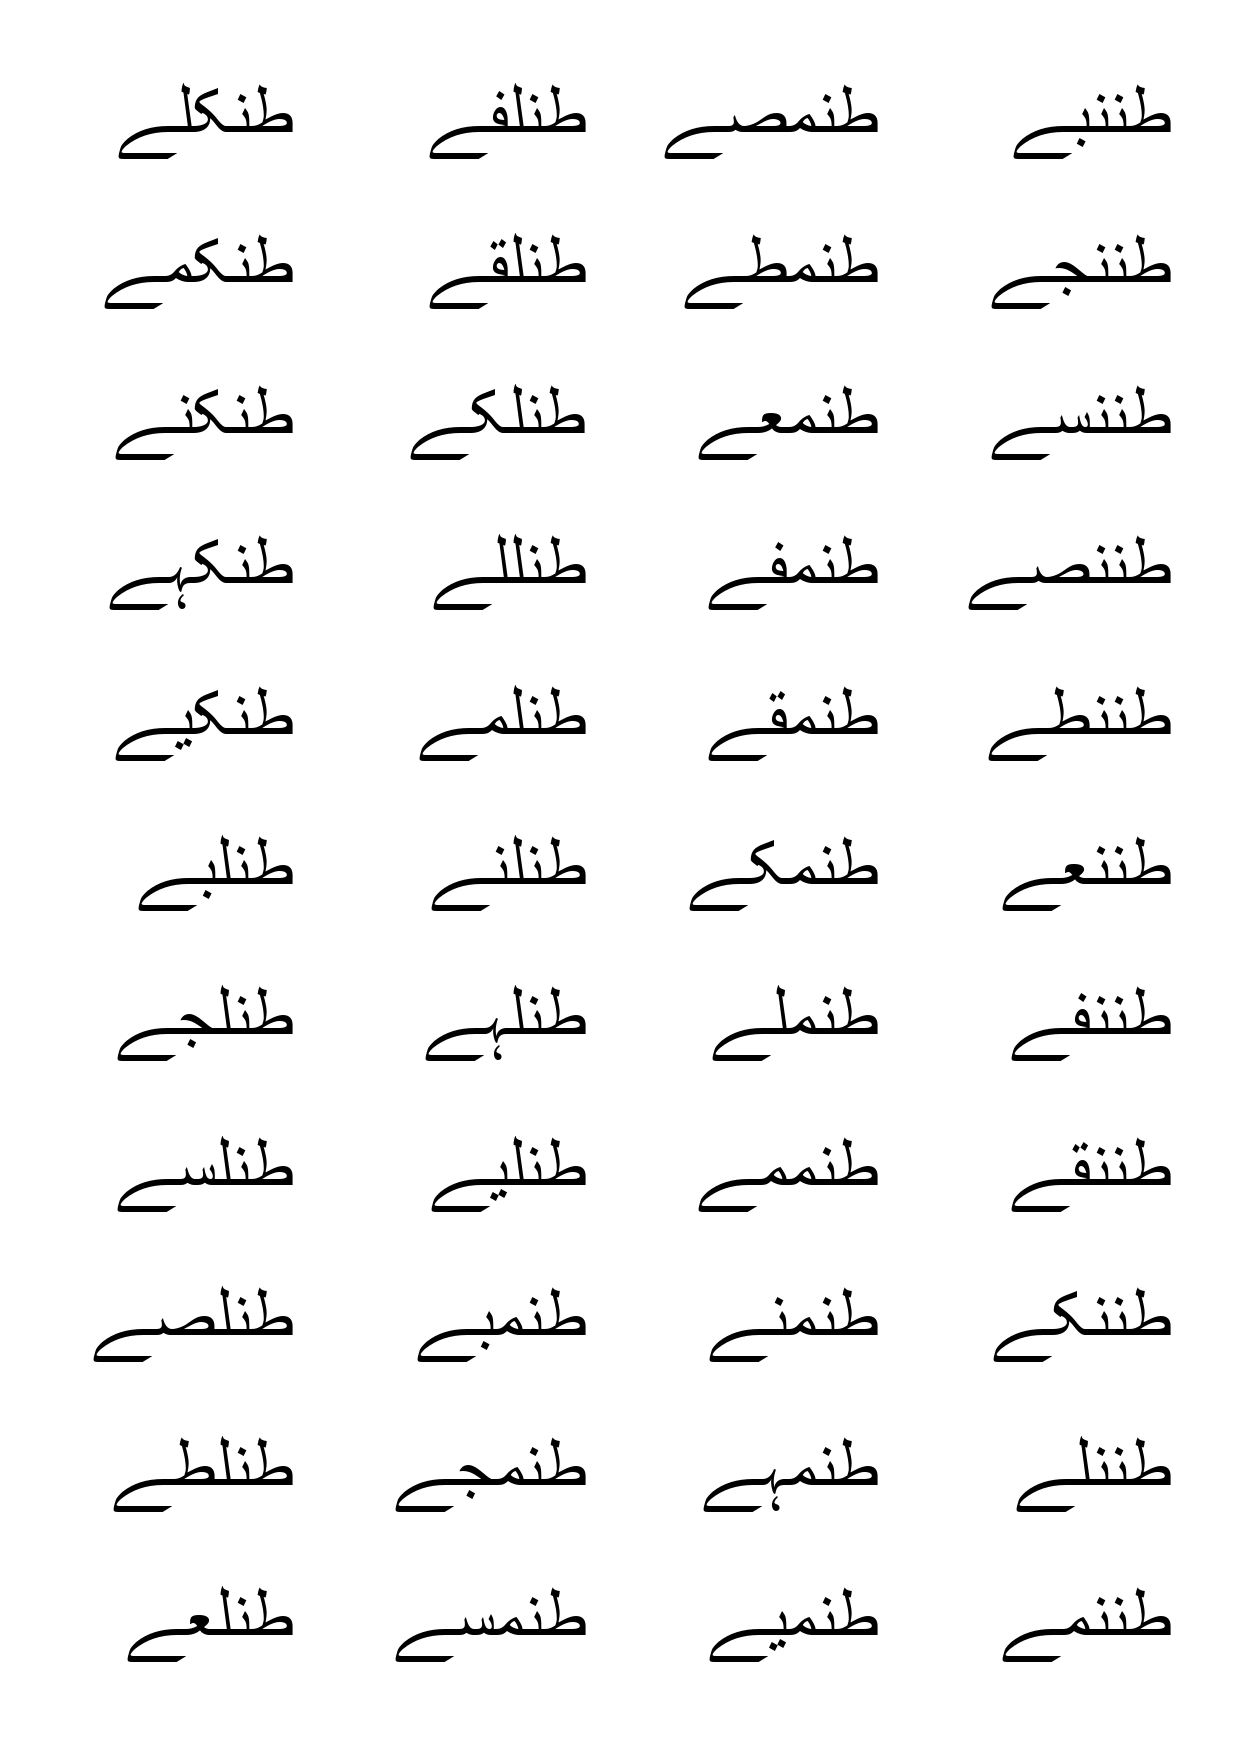 طننبے طنمصے طنلفے طنکلے
طننجے طنمطے طنلقے طنکمے
طننسے طنمعے طنلکے طنکنے
طننصے طنمفے طنللے طنکہے
طننطے طنمقے طنلمے طنکیے
طننعے طنمکے طنلنے طنلبے
طننفے طنملے طنلہے طنلجے
طننقے طنممے طنلیے طنلسے
طننکے طنمنے طنمبے طنلصے
طننلے طنمہے طنمجے طنلطے
طننمے طنمیے طنمسے طنلعے